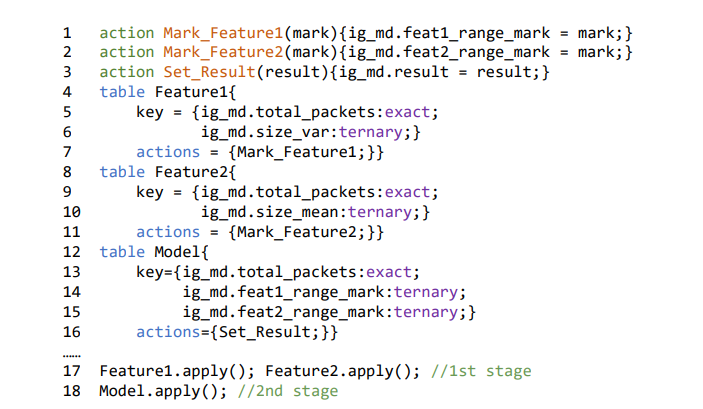 1 action Mark_Feature1(mark){ig_md.feat1_range_mark = mark;}
2 action Mark_Feature2(mark){ig_md.feat2_range_mark = mark;}
3 action Set_Result(result){ig_md.result = result;}
4 table Feature1{
5 key = {ig_md.total_packets:exact;
6 ig_md.size_var:ternary;}
7 actions = {Mark_Feature1;}}
8 table Feature2{
9 key = {ig_md.total_packets:exact;
10 ig_md.size_mean:ternary;}
11 actions = {Mark_Feature2;}}
12 table Model{
13 key={ig_md.total_packets:exact;
14 ig_md.feat1_range_mark:ternary;
15 ig_md.feat2_range_mark:ternary;}
16 actions={Set_Result;}}
……
17 Feature1.apply(); Feature2.apply(); //1st stage
18 Model.apply(); //2nd stage